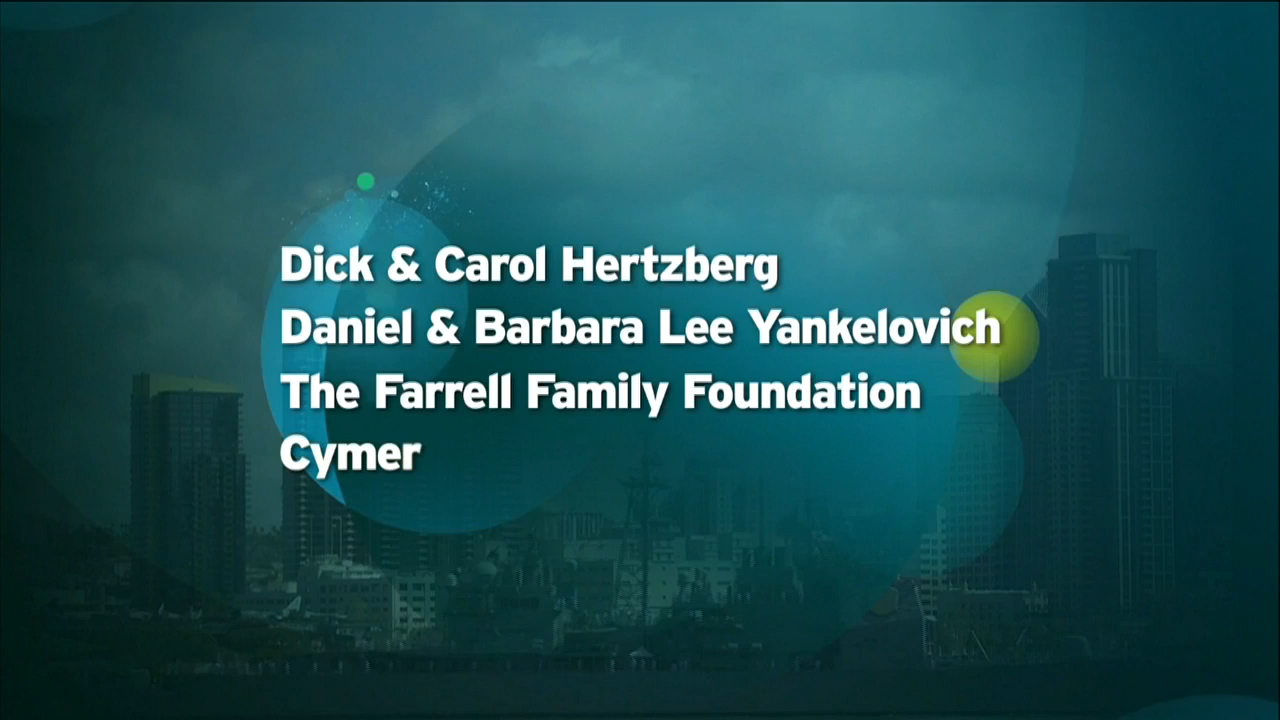 Dick & Carol Hertzberg
Daniel & Barbara Lee Yankelovich
The Farrell Family Foundation
Cymer